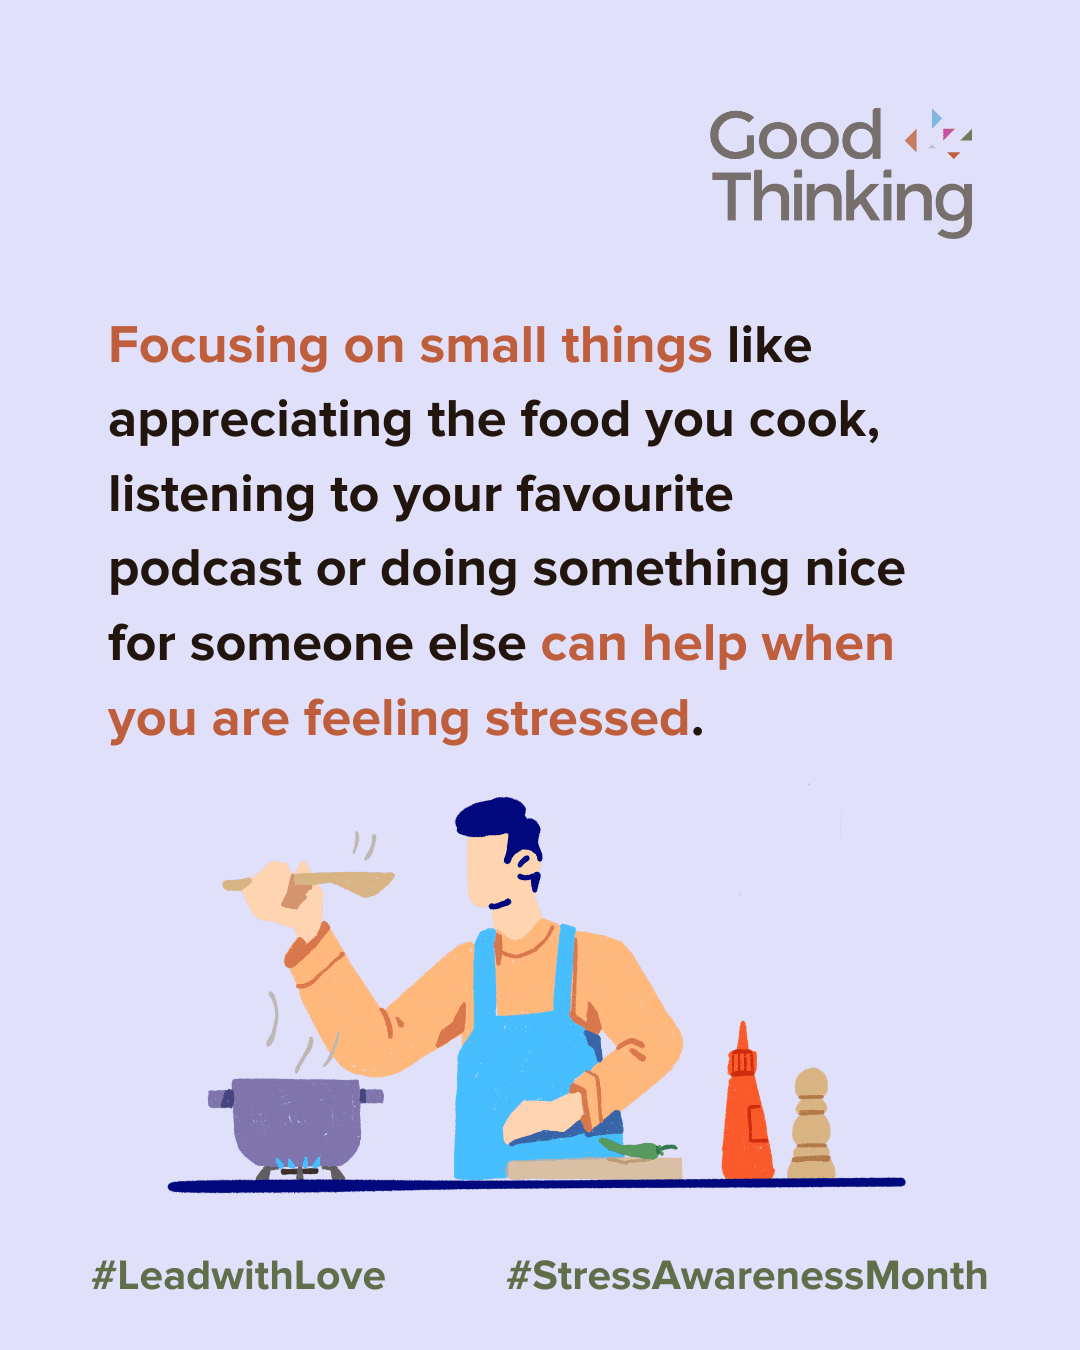 Good
Thinking
Focusing on small things like
appreciating the food you cook,
listening to your favourite
podcast or doing something nice
for someone else can help when
you are feeling stressed.
#LeadwithLove
#StressAwarenessMonth